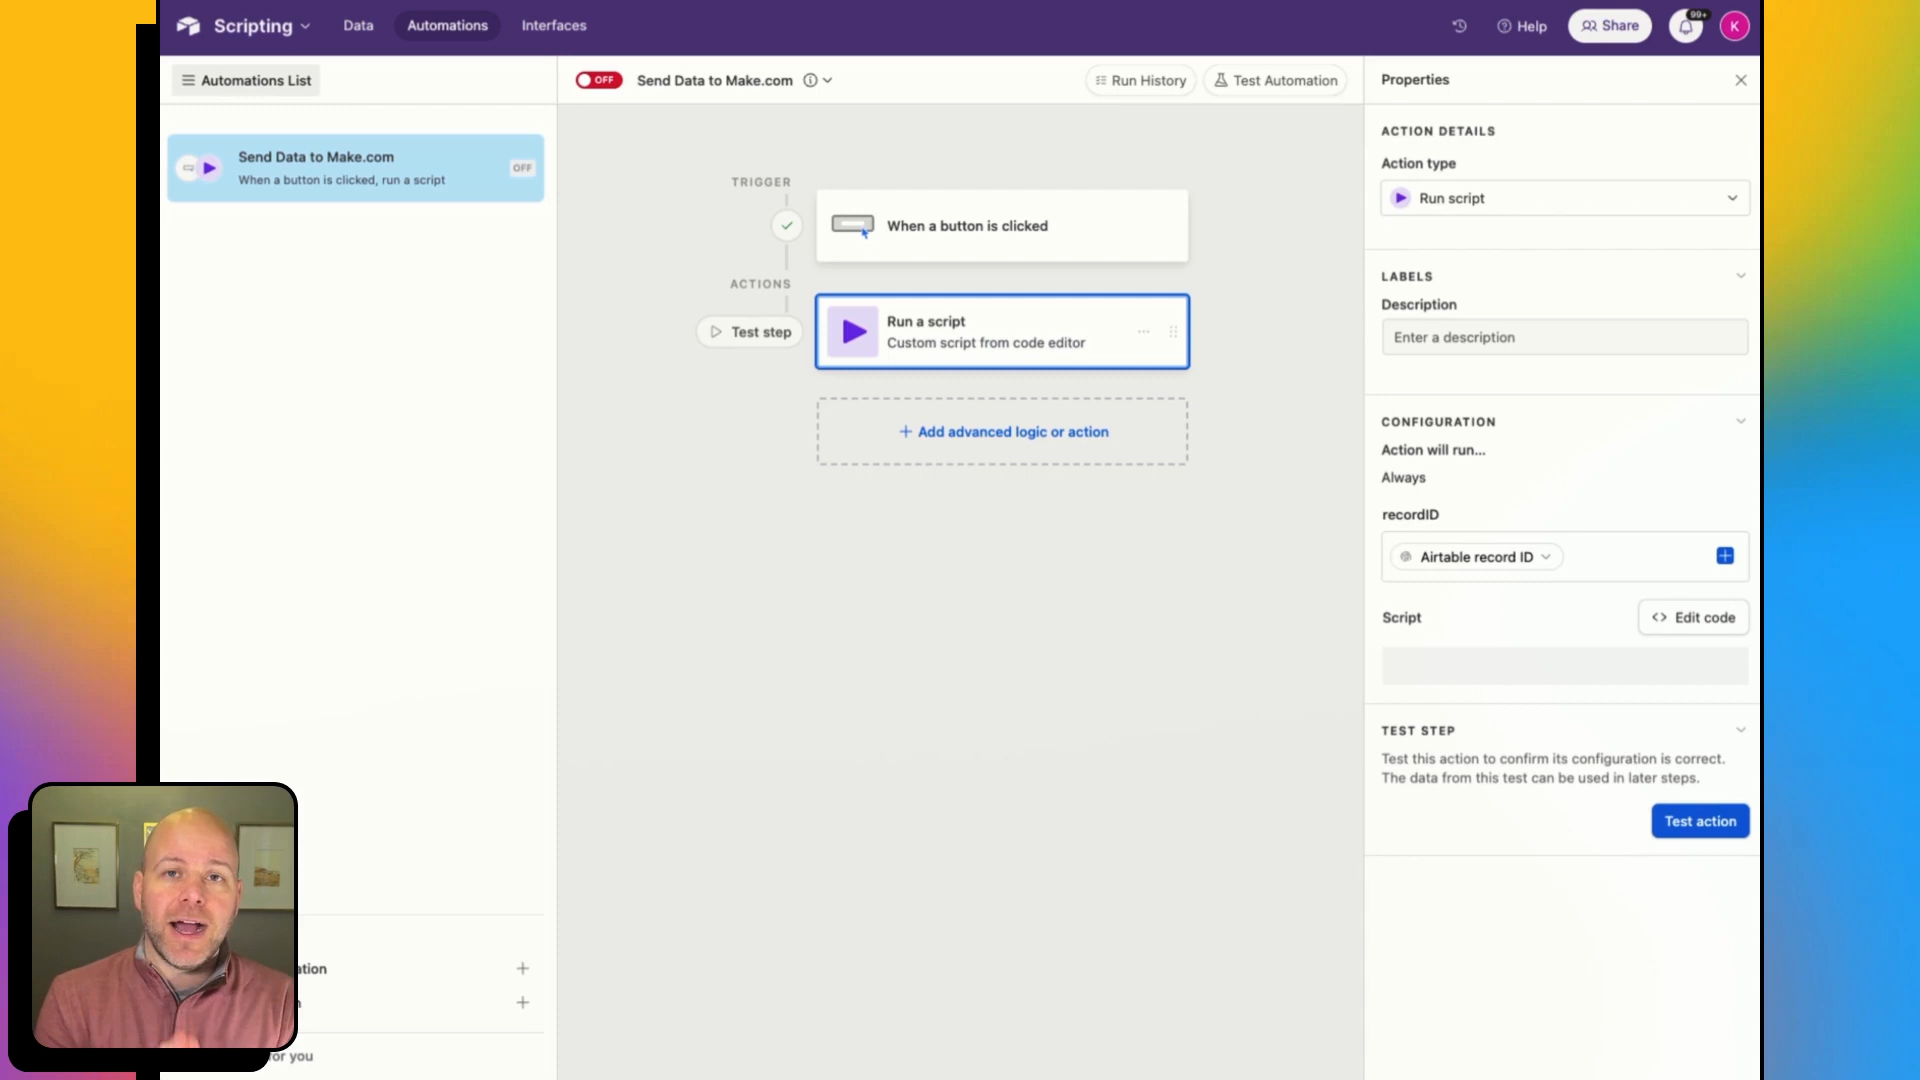 Scripting
Data
Automations
Interfaces
Help
Share
99+
K
Automations List
OFF
Send Data to Make.com
Run History
Test Automation
Properties
Send Data to Make.com
When a button is clicked, run a script
OFF
TRIGGER
When a button is clicked
ACTIONS
Test step
Run a script
Custom script from code editor
Add advanced logic or action
ACTION DETAILS
Action type
Run script
LABELS
Description
Enter a description
CONFIGURATION
Action will run...
Always
recordID
Airtable record ID
Script
Edit code
TEST STEP
Test this action to confirm its configuration is correct.
The data from this test can be used in later steps.
Test action
for you